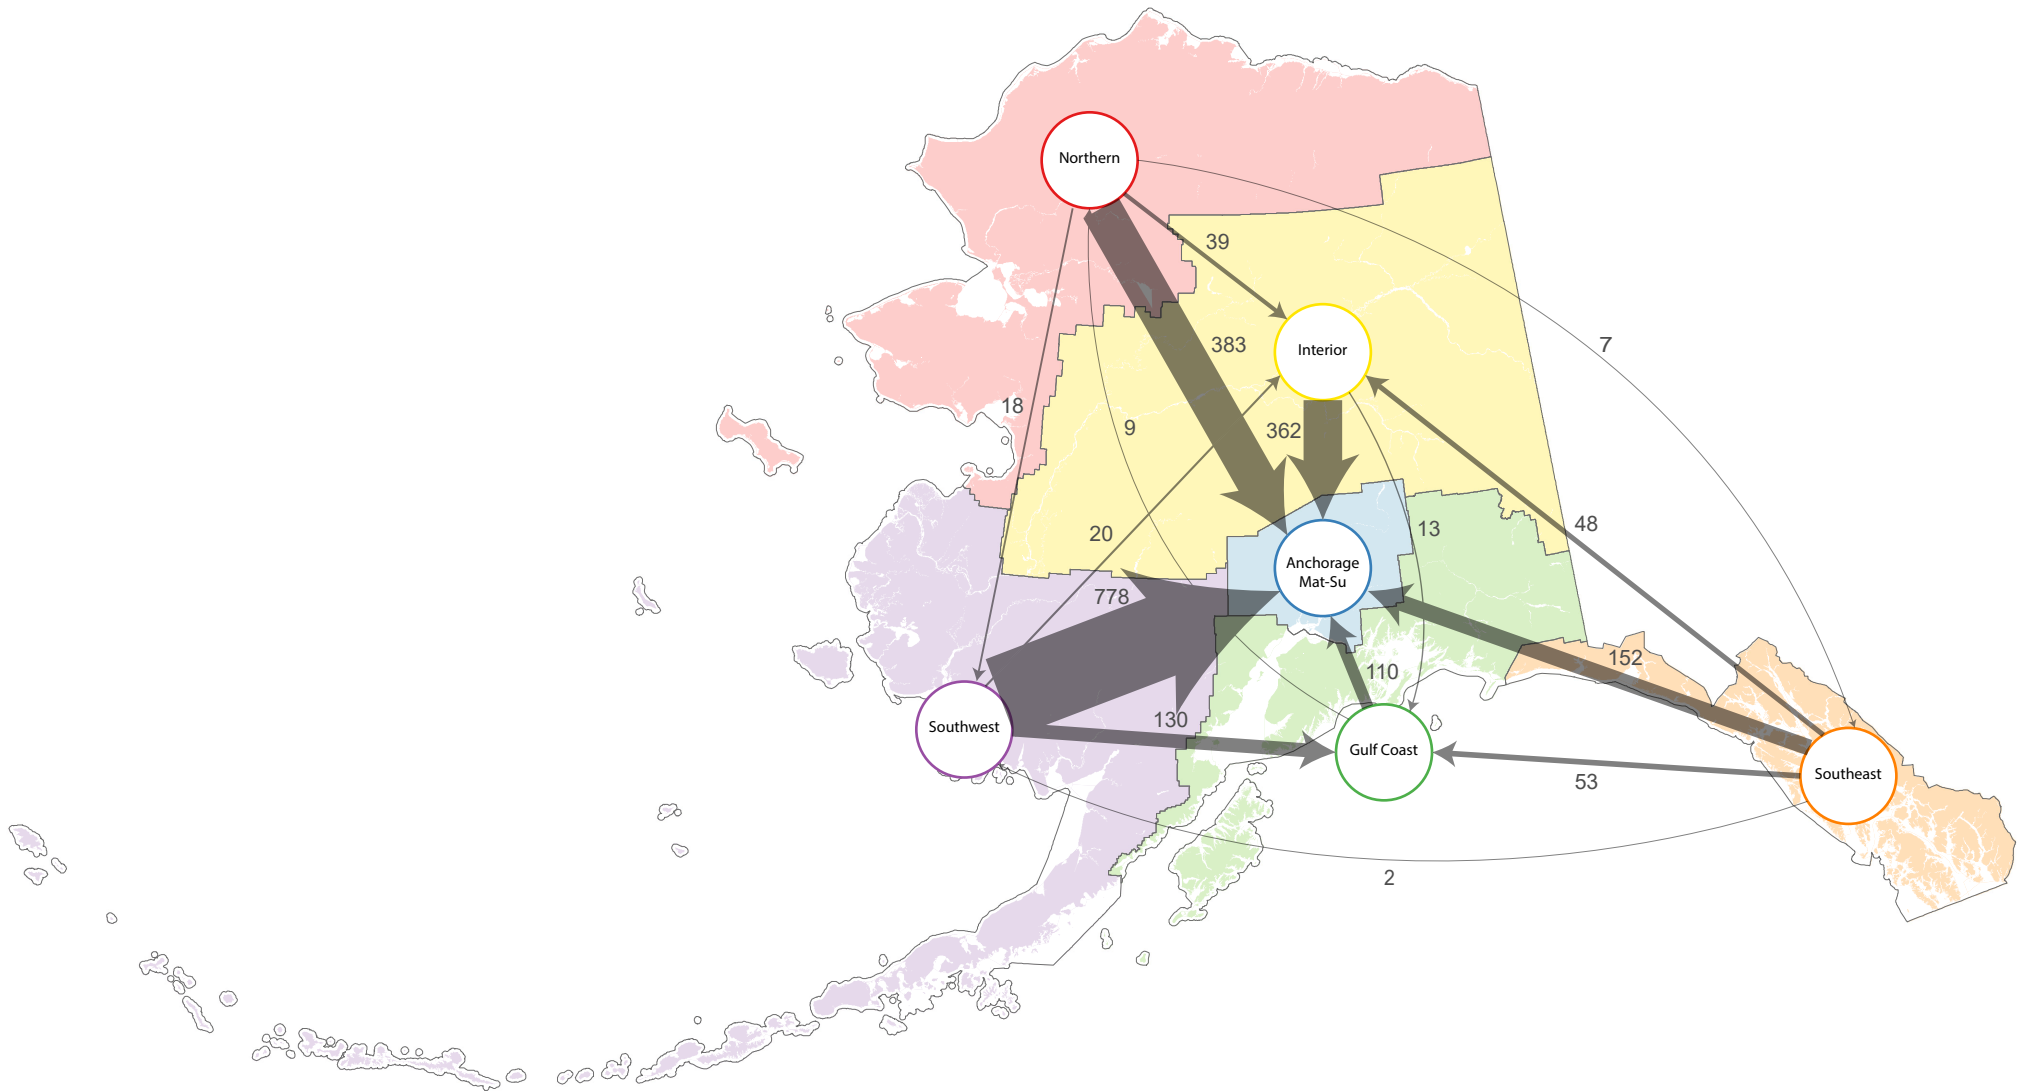 Northern
39
7
383
Interior
18
9
362
20
13
48
Anchorage
Mat-Su
778
152
110
130
Southwest
Gulf Coast
Southeast
53
2